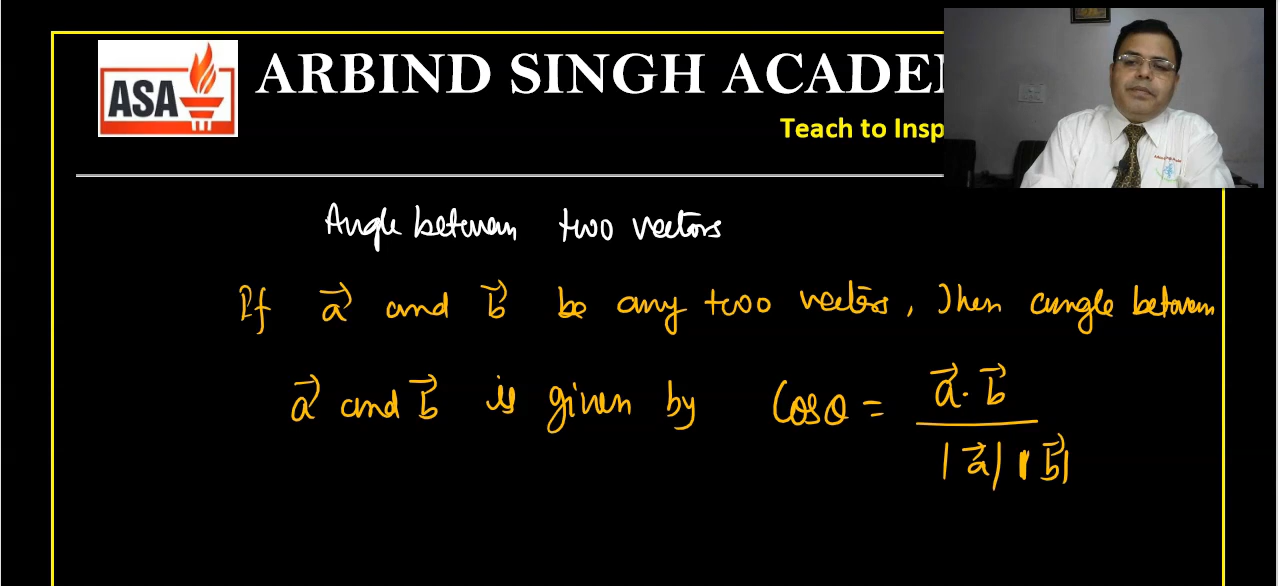 ASA
ARBIND SINGH ACADE
Teach to Insp
Angle between two vectors
If a⃗ and b⃗ be any two vectors, Then angle between
a⃗ and b⃗ is given by Cosθ = a⃗ · b⃗ / |a⃗| |b⃗|